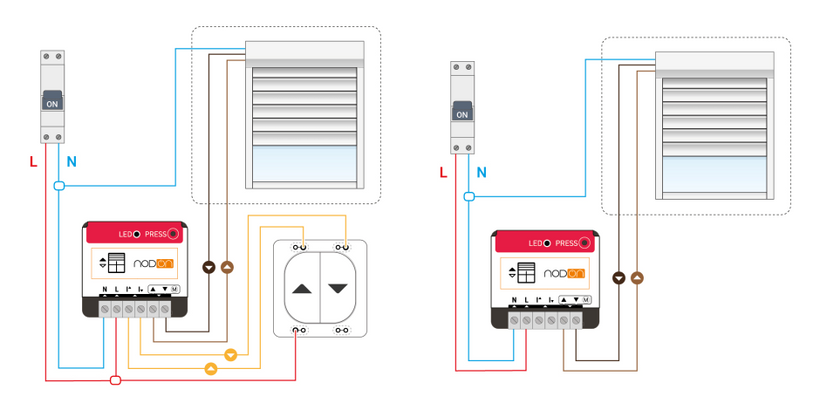 ON
L N
LED PRESS
NODON
N L I▲ I▼ ▲ ▼ M
ON
L N
LED PRESS
NODON
N L I▲ I▼ ▲ ▼ M